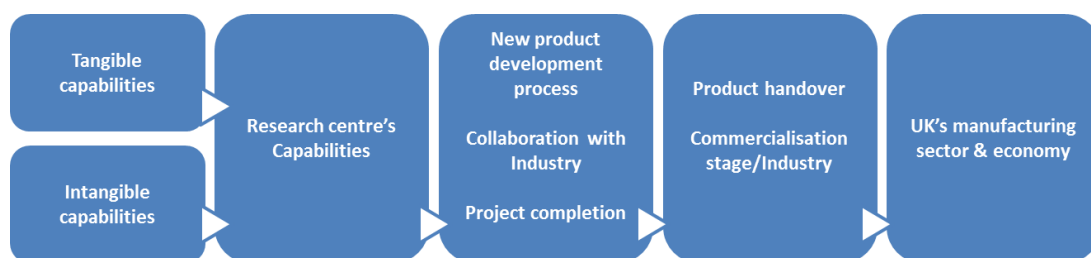 Tangible
capabilities
Intangible
capabilities
Research centre's
Capabilities
New product
development
process
Collaboration with
Industry
Project completion
Product handover
Commercialisation
stage/Industry
UK's manufacturing
sector & economy